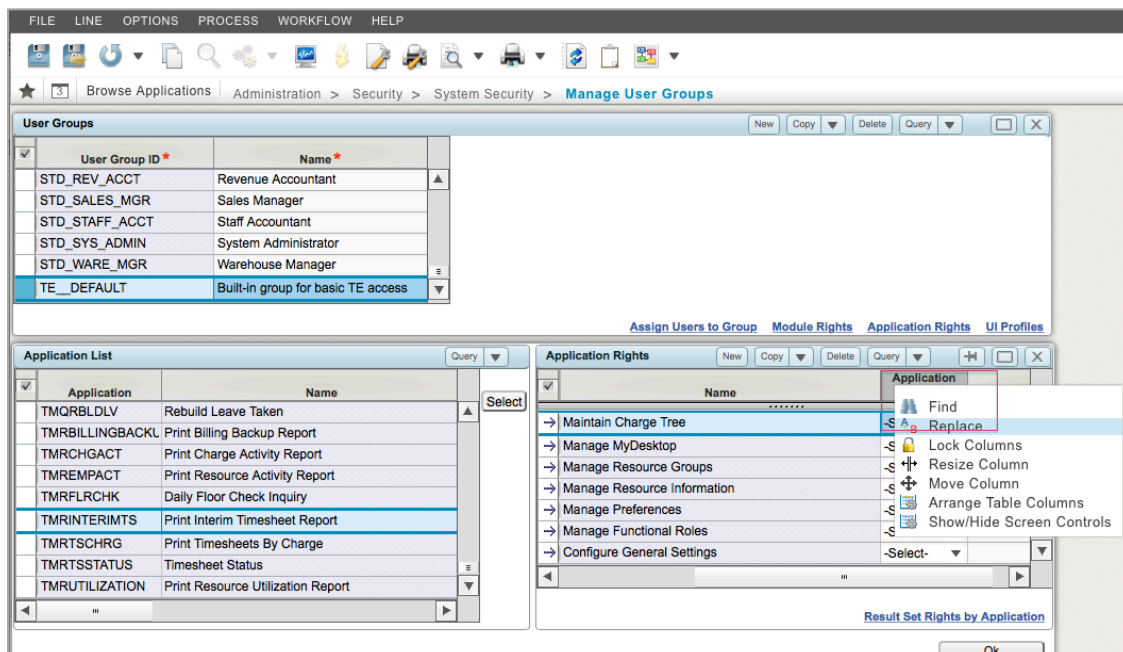 FILE LINE OPTIONS PROCESS WORKFLOW HELP
3 Browse Applications Administration > Security > System Security > Manage User Groups
User Groups New Copy Delete Query
User Group ID * Name *
STD_REV_ACCT Revenue Accountant
STD_SALES_MGR Sales Manager
STD_STAFF_ACCT Staff Accountant
STD_SYS_ADMIN System Administrator
STD_WARE_MGR Warehouse Manager
TE__DEFAULT Built-in group for basic TE access
Assign Users to Group Module Rights Application Rights UI Profiles
Application List Query
Application Name
Select
TMQRBLDLV Rebuild Leave Taken
TMRBILLINGBACKU Print Billing Backup Report
TMRCHGACT Print Charge Activity Report
TMREMPACT Print Resource Activity Report
TMRFLRCHK Daily Floor Check Inquiry
TMRINTERIMTS Print Interim Timesheet Report
TMRTSCHRG Print Timesheets By Charge
TMRTSSTATUS Timesheet Status
TMRUTILIZATION Print Resource Utilization Report
Application Rights New Copy Delete Query
Name Application
Maintain Charge Tree -S
Manage MyDesktop -S
Manage Resource Groups -S
Manage Resource Information -S
Manage Preferences -S
Manage Functional Roles -S
Configure General Settings -Select-
Find
Replace
Lock Columns
Resize Column
Move Column
Arrange Table Columns
Show/Hide Screen Controls
Result Set Rights by Application
Ok